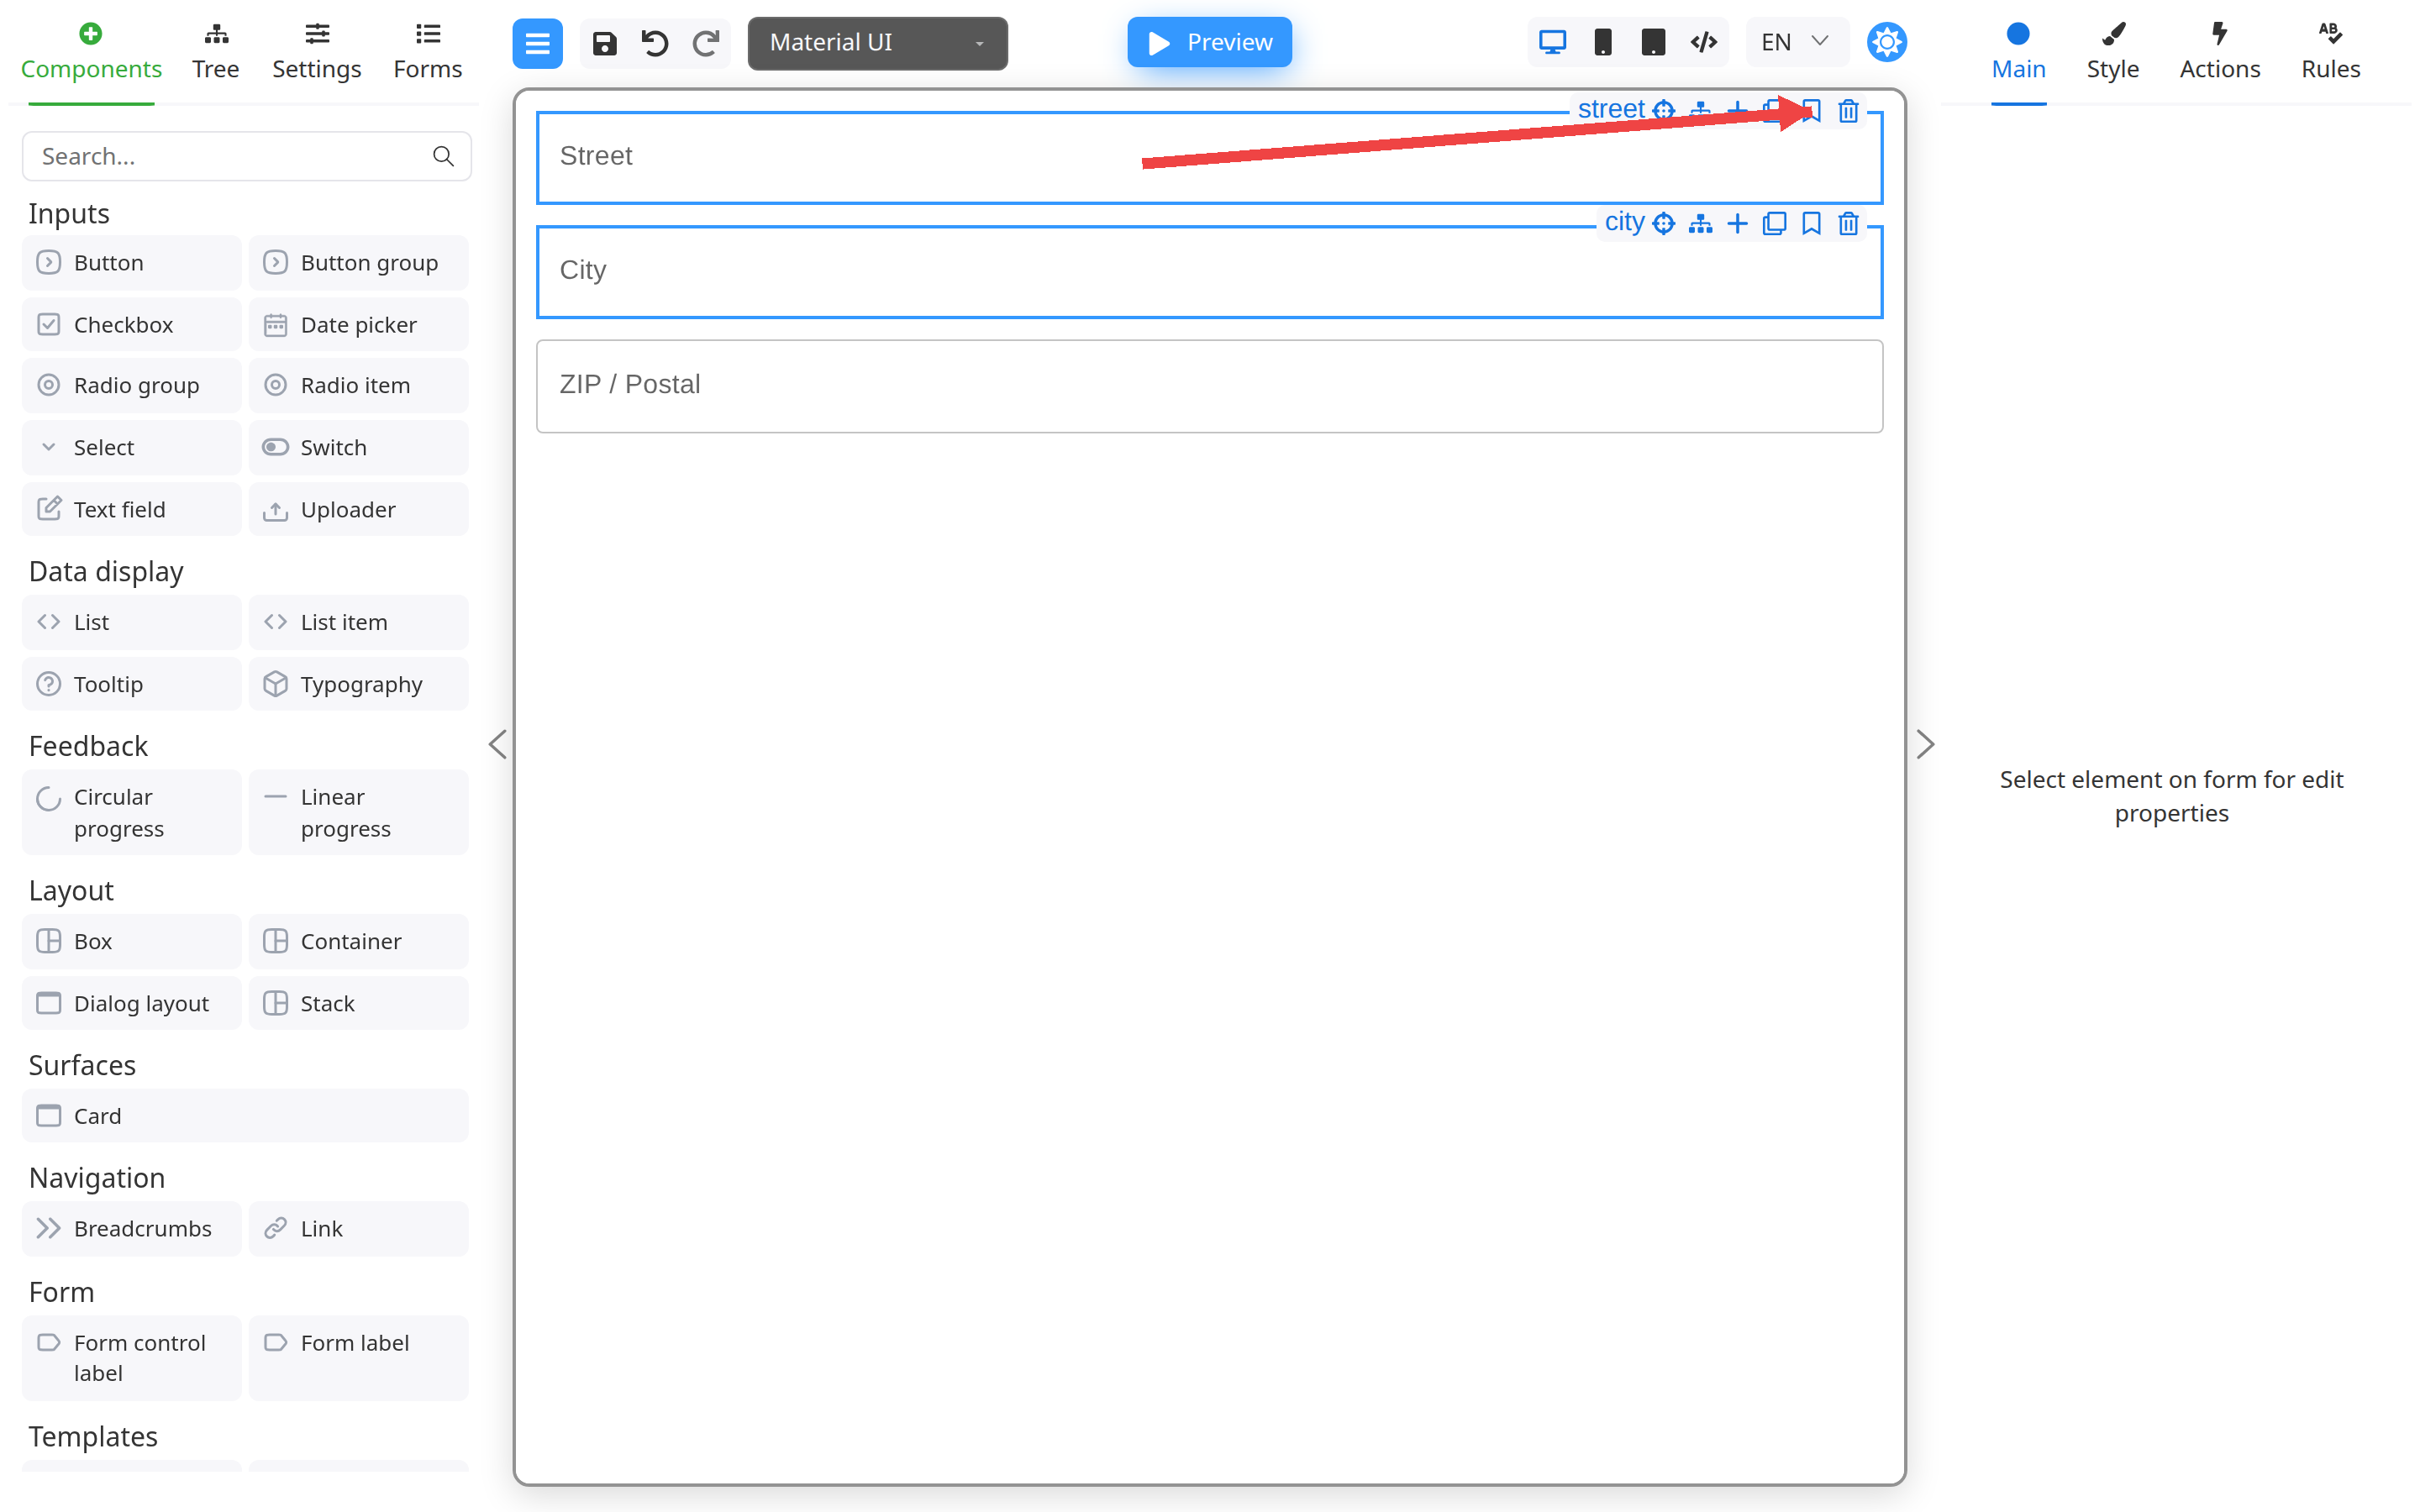 Components
Tree
Settings
Forms
Material UI
Preview
EN
Main
Style
Actions
Rules
Search...
Inputs
Button
Button group
Checkbox
Date picker
Radio group
Radio item
Select
Switch
Text field
Uploader
Data display
List
List item
Tooltip
Typography
Feedback
Circular
progress
Linear
progress
Layout
Box
Container
Dialog layout
Stack
Surfaces
Card
Navigation
Breadcrumbs
Link
Form
Form control
label
Form label
Templates
street
Street
city
City
ZIP / Postal
Select element on form for edit
properties